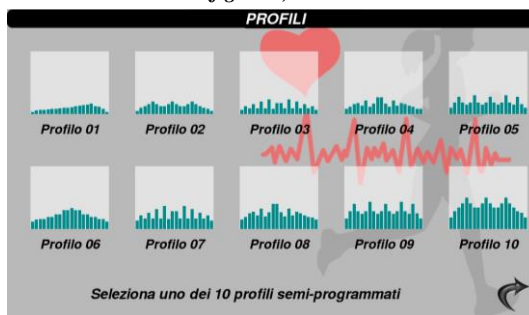 PROFILI
Profilo 01 Profilo 02 Profilo 03 Profilo 04 Profilo 05
Profilo 06 Profilo 07 Profilo 08 Profilo 09 Profilo 10
Seleziona uno dei 10 profili semi-programmati